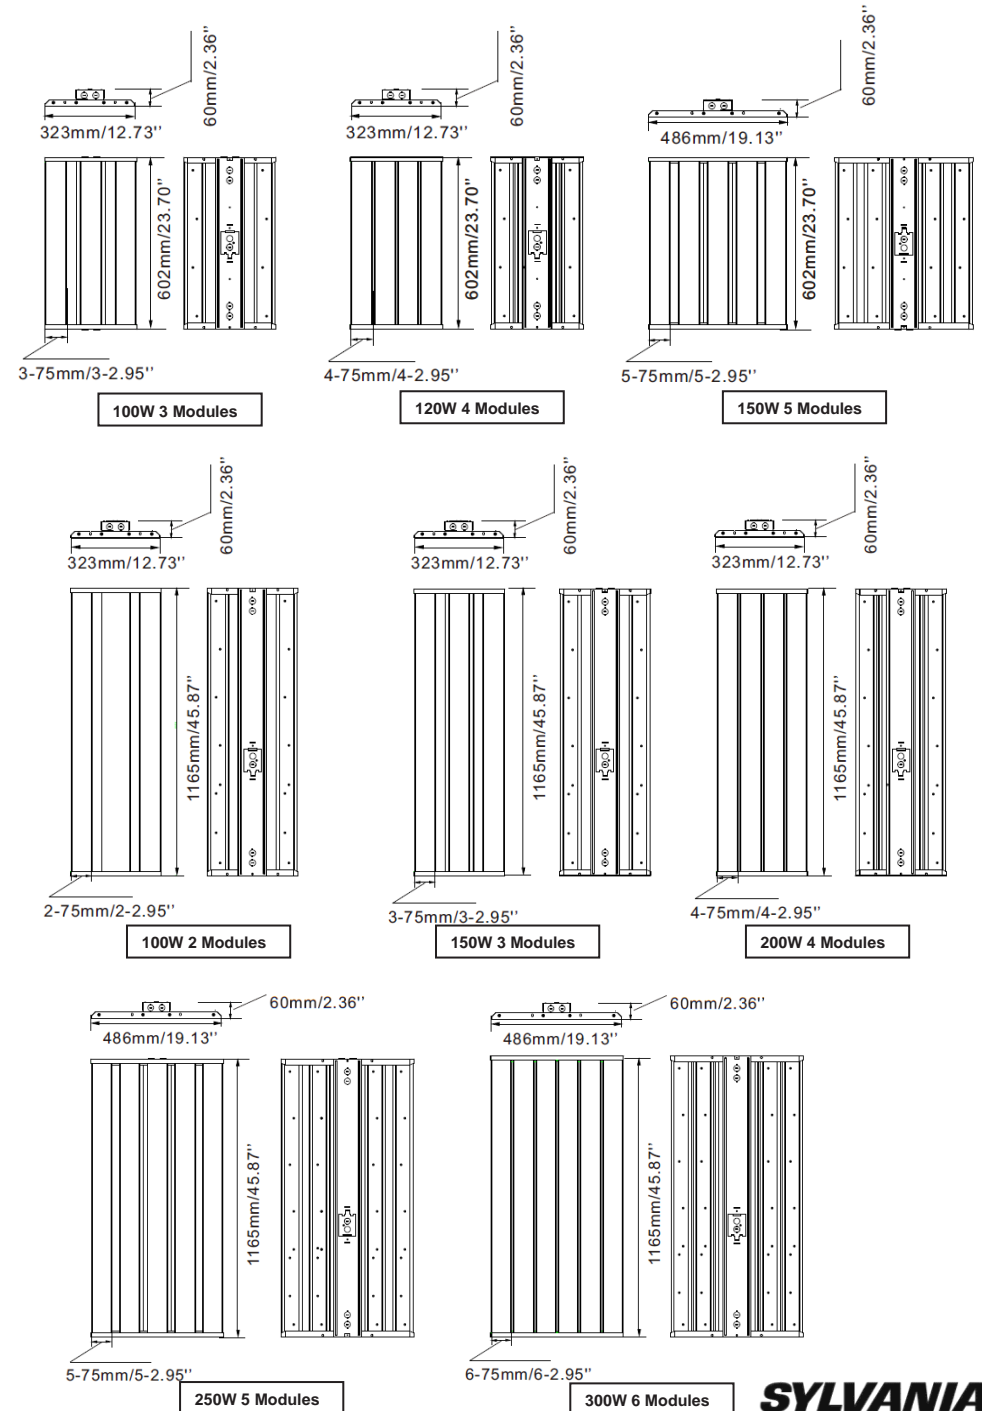 60mm/2.36''
323mm/12.73''
602mm/23.70''
3-75mm/3-2.95''
100W 3 Modules
60mm/2.36''
323mm/12.73''
602mm/23.70''
4-75mm/4-2.95''
120W 4 Modules
60mm/2.36''
486mm/19.13''
602mm/23.70''
5-75mm/5-2.95''
150W 5 Modules
60mm/2.36''
323mm/12.73''
1165mm/45.87''
2-75mm/2-2.95''
100W 2 Modules
60mm/2.36''
323mm/12.73''
1165mm/45.87''
3-75mm/3-2.95''
150W 3 Modules
60mm/2.36''
323mm/12.73''
1165mm/45.87''
4-75mm/4-2.95''
200W 4 Modules
60mm/2.36''
486mm/19.13''
1165mm/45.87''
5-75mm/5-2.95''
250W 5 Modules
60mm/2.36''
486mm/19.13''
1165mm/45.87''
6-75mm/6-2.95''
300W 6 Modules
SYLVANIA